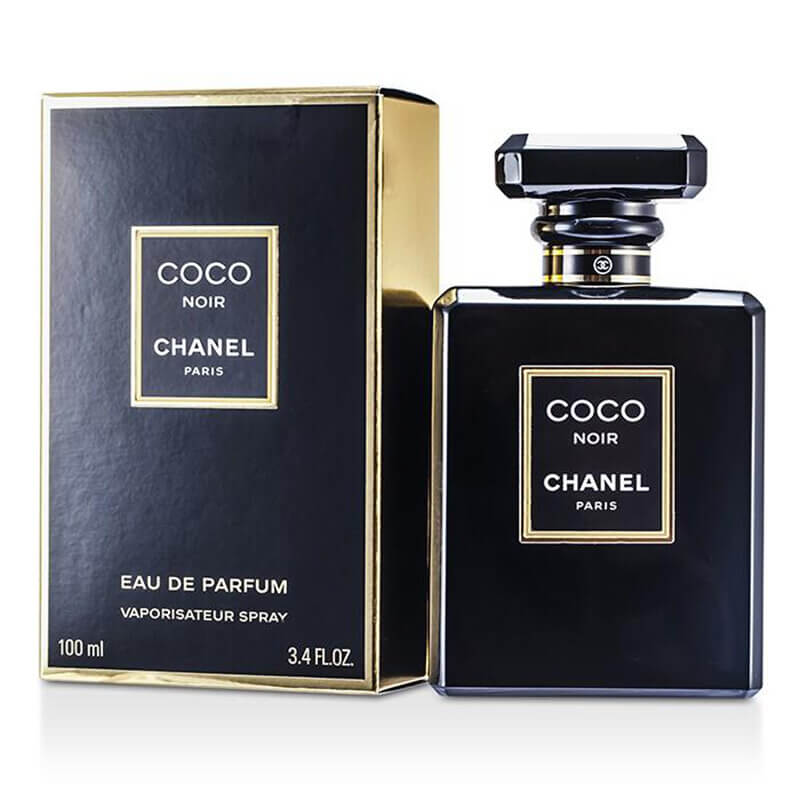 COCO
NOIR
CHANEL
PARIS
EAU DE PARFUM
VAPORISATEUR SPRAY
100 ml
3.4 FL.OZ.
COCO
NOIR
CHANEL
PARIS